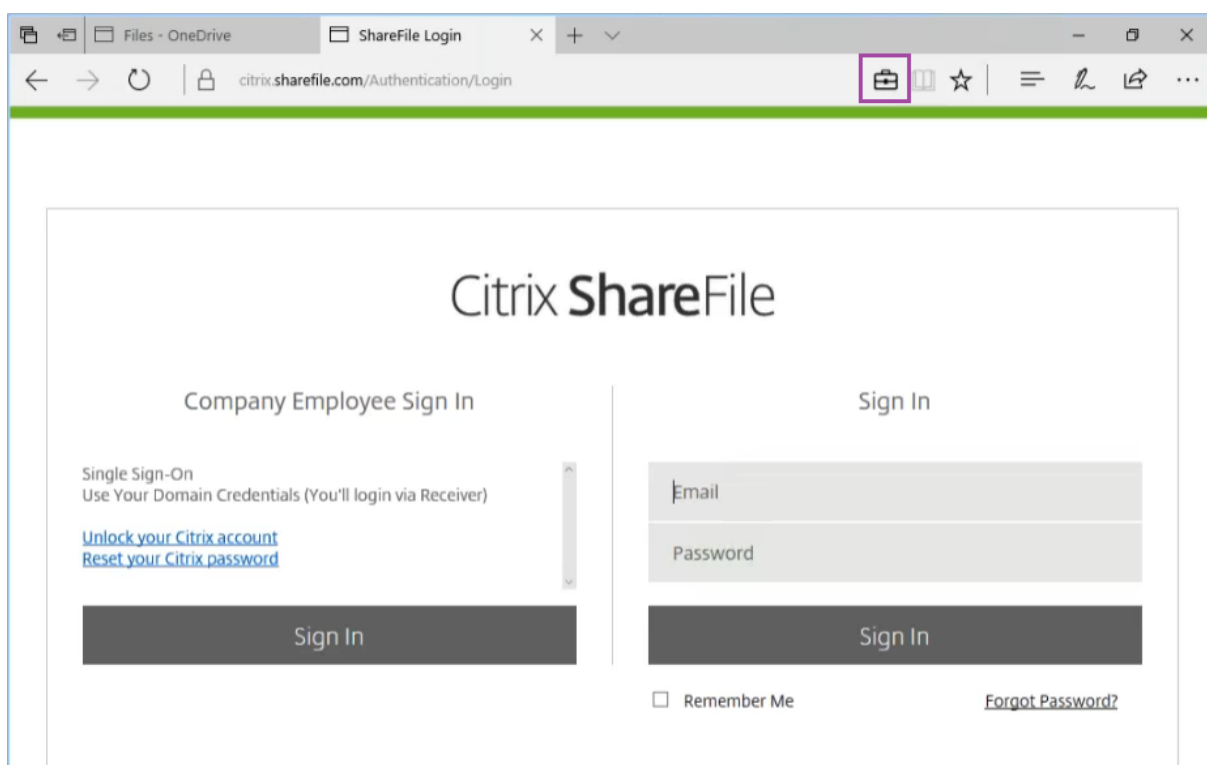 Files - OneDrive
ShareFile Login
citrix.sharefile.com/Authentication/Login
Citrix ShareFile
Company Employee Sign In
Single Sign-On
Use Your Domain Credentials (You'll login via Receiver)
Unlock your Citrix account
Reset your Citrix password
Sign In
Sign In
Email
Password
Sign In
Remember Me
Forgot Password?